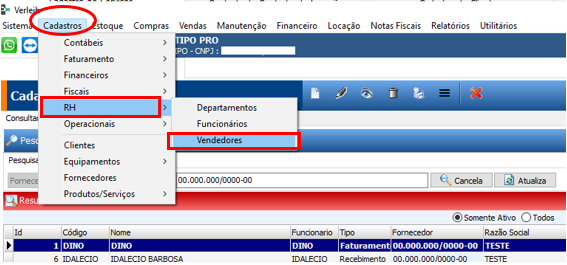 Verleih
Sistema Cadastros Estoque Compras Vendas Manutenção Financeiro Locação Notas Fiscais Relatórios Utilitários
Contábeis
TIPO PRO
Faturamento
TIPO - CNPJ :
Financeiros
Fiscais
Cada
RH
Departamentos
Operacionais
Funcionários
Consultar
Vendedores
Clientes
Pesq
Equipamentos
Pesquisa
Fornecedores
Fornece
00.000.000/0000-00
Cancela
Atualiza
Produtos/Serviços
Resu
Somente Ativo Todos
Id Código Nome Funcionario Tipo Fornecedor Razão Social
1 DINO DINO DINO Faturament 00.000.000/0000-00 TESTE
6 IDALECIO IDALECIO BARBOSA IDALECIO Recebimento 00.000.000/0000-00 TESTE